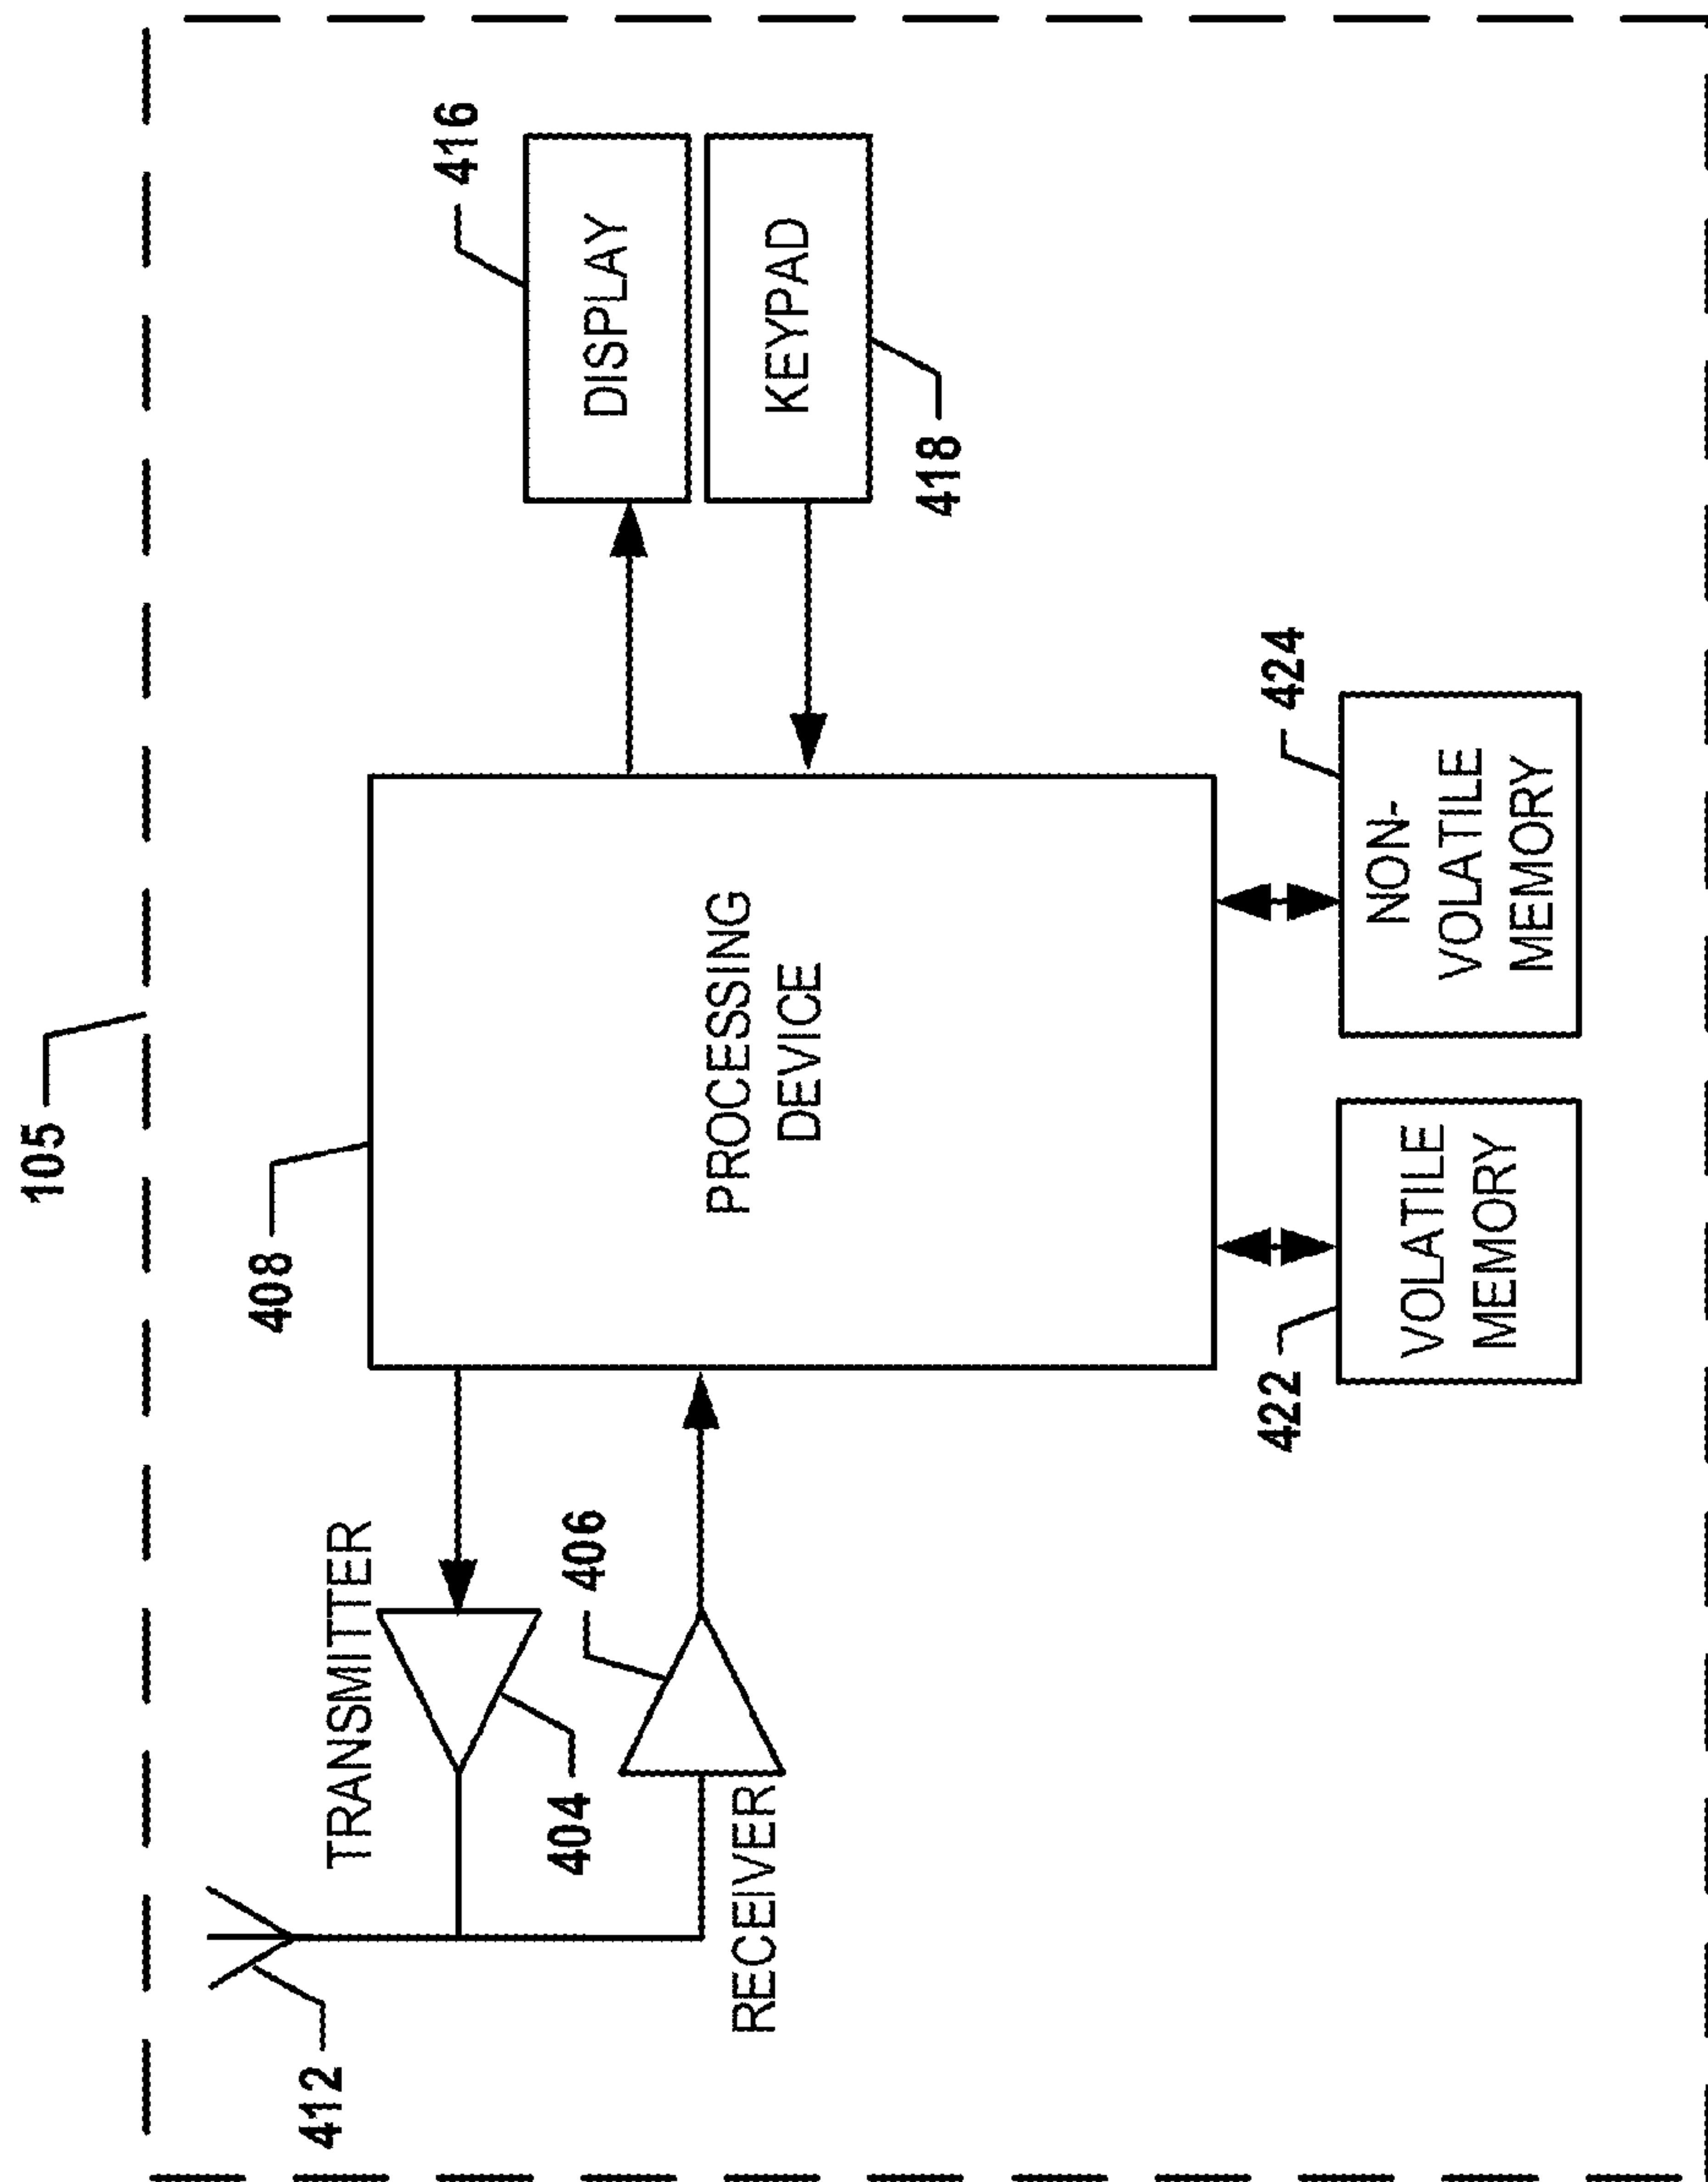 105
408
416
DISPLAY
TRANSMITTER
412
404
406
RECEIVER
PROCESSING
DEVICE
KEYPAD
418
422
VOLATILE
MEMORY
424
NON-
VOLATILE
MEMORY